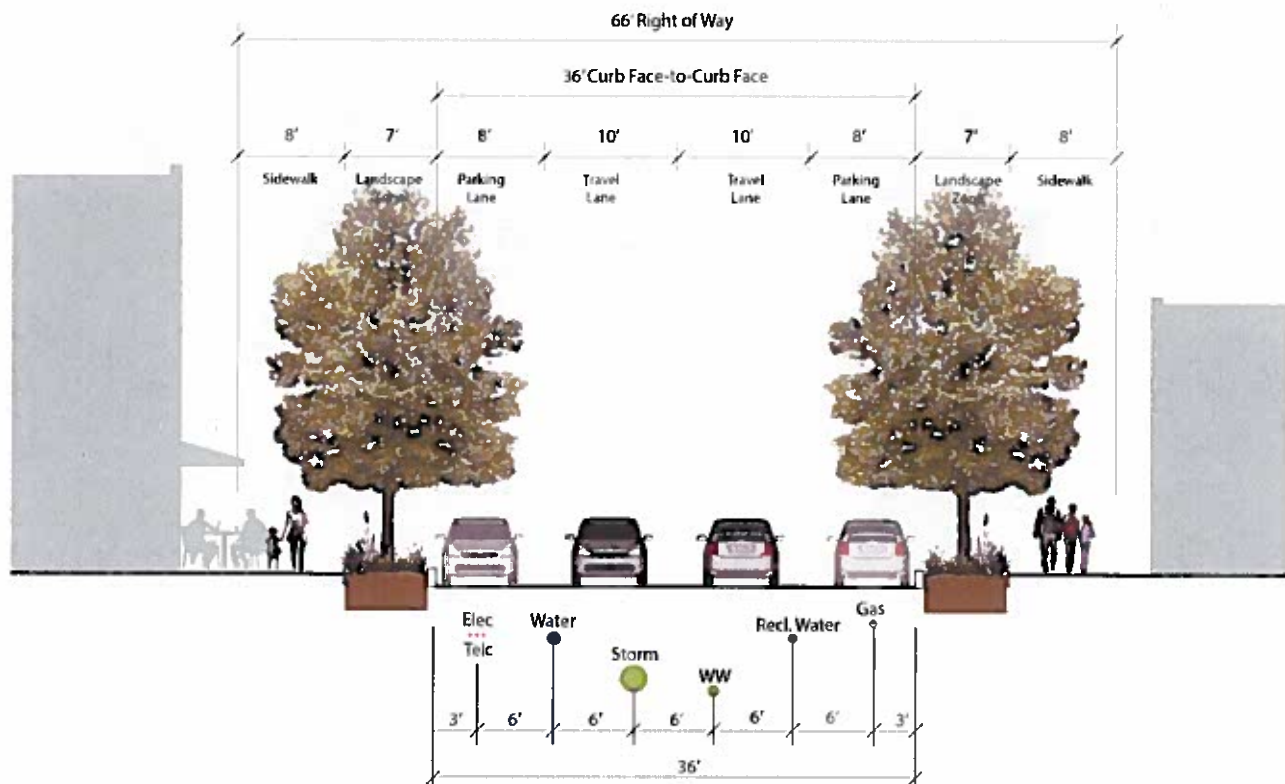 66' Right of Way
36' Curb Face-to-Curb Face
8' 7' 8' 10' 10' 8' 7' 8'
Sidewalk Landscape Zone Parking Lane Travel Lane Travel Lane Parking Lane Landscape Zone Sidewalk
Elec Water Storm WW Recl. Water Gas
Telc
3' 6' 6' 6' 6' 6' 3'
36'